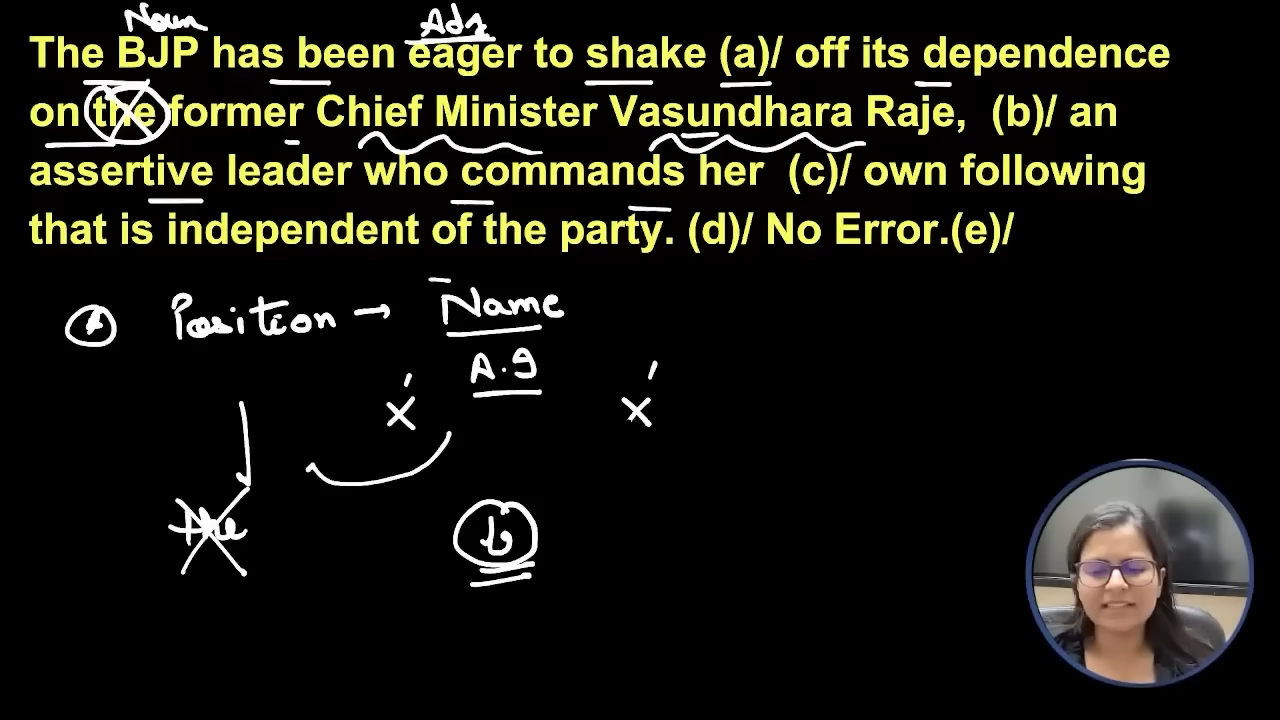 Noun Adj
The BJP has been eager to shake (a)/ off its dependence
on the former Chief Minister Vasundhara Raje, (b)/ an
assertive leader who commands her (c)/ own following
that is independent of the party. (d)/ No Error.(e)/
Position → Name
A.g
X' X'
the
b